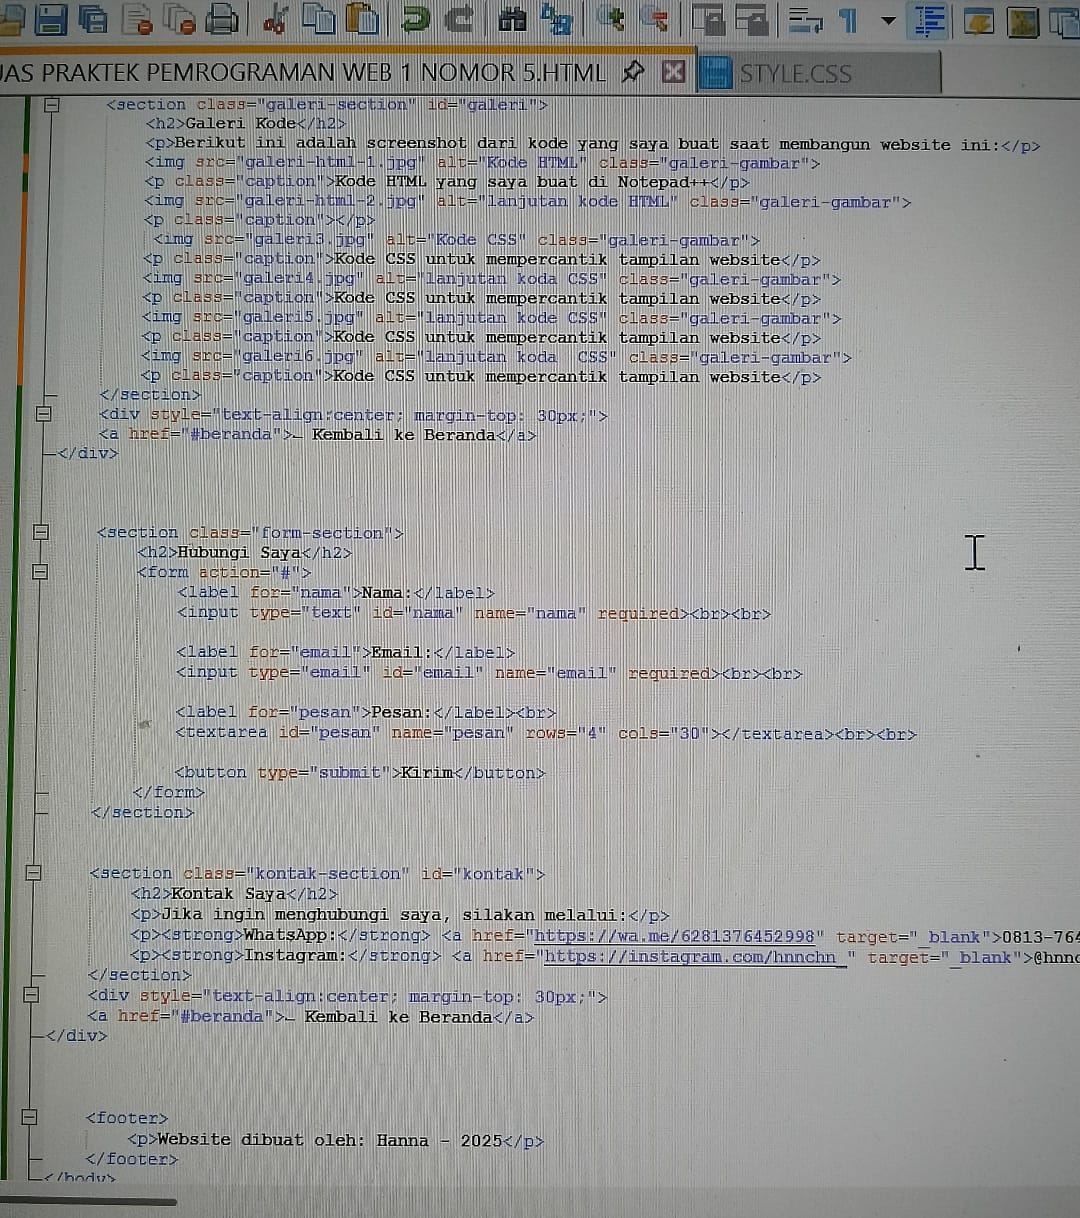 AS PRAKTEK PEMROGRAMAN WEB 1 NOMOR 5.HTML STYLE.CSS
<section class="galeri-section" id="galeri">
<h2>Galeri Kode</h2>
<p>Berikut ini adalah screenshot dari kode yang saya buat saat membangun website ini:</p>
<img src="galeri-html-1.jpg" alt="Kode HTML" class="galeri-gambar">
<p class="caption">Kode HTML yang saya buat di Notepad++</p>
<img src="galeri-html-2.jpg" alt="lanjutan kode HTML" class="galeri-gambar">
<p class="caption"></p>
<img src="galeri3.jpg" alt="Kode CSS" class="galeri-gambar">
<p class="caption">Kode CSS untuk mempercantik tampilan website</p>
<img src="galeri4.jpg" alt="lanjutan koda CSS" class="galeri-gambar">
<p class="caption">Kode CSS untuk mempercantik tampilan website</p>
<img src="galeri5.jpg" alt="lanjutan kode CSS" class="galeri-gambar">
<p class="caption">Kode CSS untuk mempercantik tampilan website</p>
<img src="galeri6.jpg" alt="lanjutan koda  CSS" class="galeri-gambar">
<p class="caption">Kode CSS untuk mempercantik tampilan website</p>
</section>
<div style="text-align:center; margin-top: 30px;">
<a href="#beranda">← Kembali ke Beranda</a>
</div>
<section class="form-section">
<h2>Hubungi Saya</h2>
<form action="#">
<label for="nama">Nama:</label>
<input type="text" id="nama" name="nama" required><br><br>
<label for="email">Email:</label>
<input type="email" id="email" name="email" required><br><br>
<label for="pesan">Pesan:</label><br>
<textarea id="pesan" name="pesan" rows="4" cols="30"></textarea><br><br>
<button type="submit">Kirim</button>
</form>
</section>
<section class="kontak-section" id="kontak">
<h2>Kontak Saya</h2>
<p>Jika ingin menghubungi saya, silakan melalui:</p>
<p><strong>WhatsApp:</strong> <a href="https://wa.me/6281376452998" target="_blank">0813-764
<p><strong>Instagram:</strong> <a href="https://instagram.com/hnnchn_" target="_blank">@hnnc
</section>
<div style="text-align:center; margin-top: 30px;">
<a href="#beranda">← Kembali ke Beranda</a>
</div>
<footer>
<p>Website dibuat oleh: Hanna - 2025</p>
</footer>
</body>